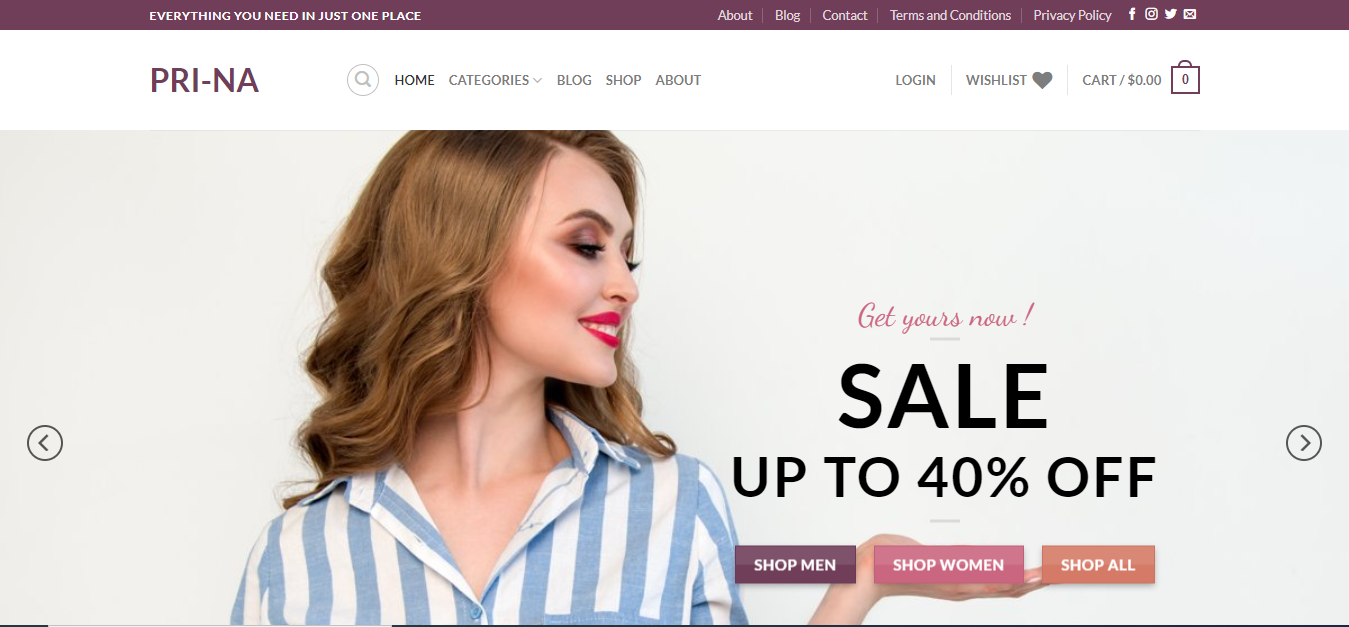 EVERYTHING YOU NEED IN JUST ONE PLACE
About Blog Contact Terms and Conditions Privacy Policy
PRI-NA
HOME CATEGORIES BLOG SHOP ABOUT
LOGIN WISHLIST CART / $0.00 0
Get yours now !
SALE
UP TO 40% OFF
SHOP MEN SHOP WOMEN SHOP ALL